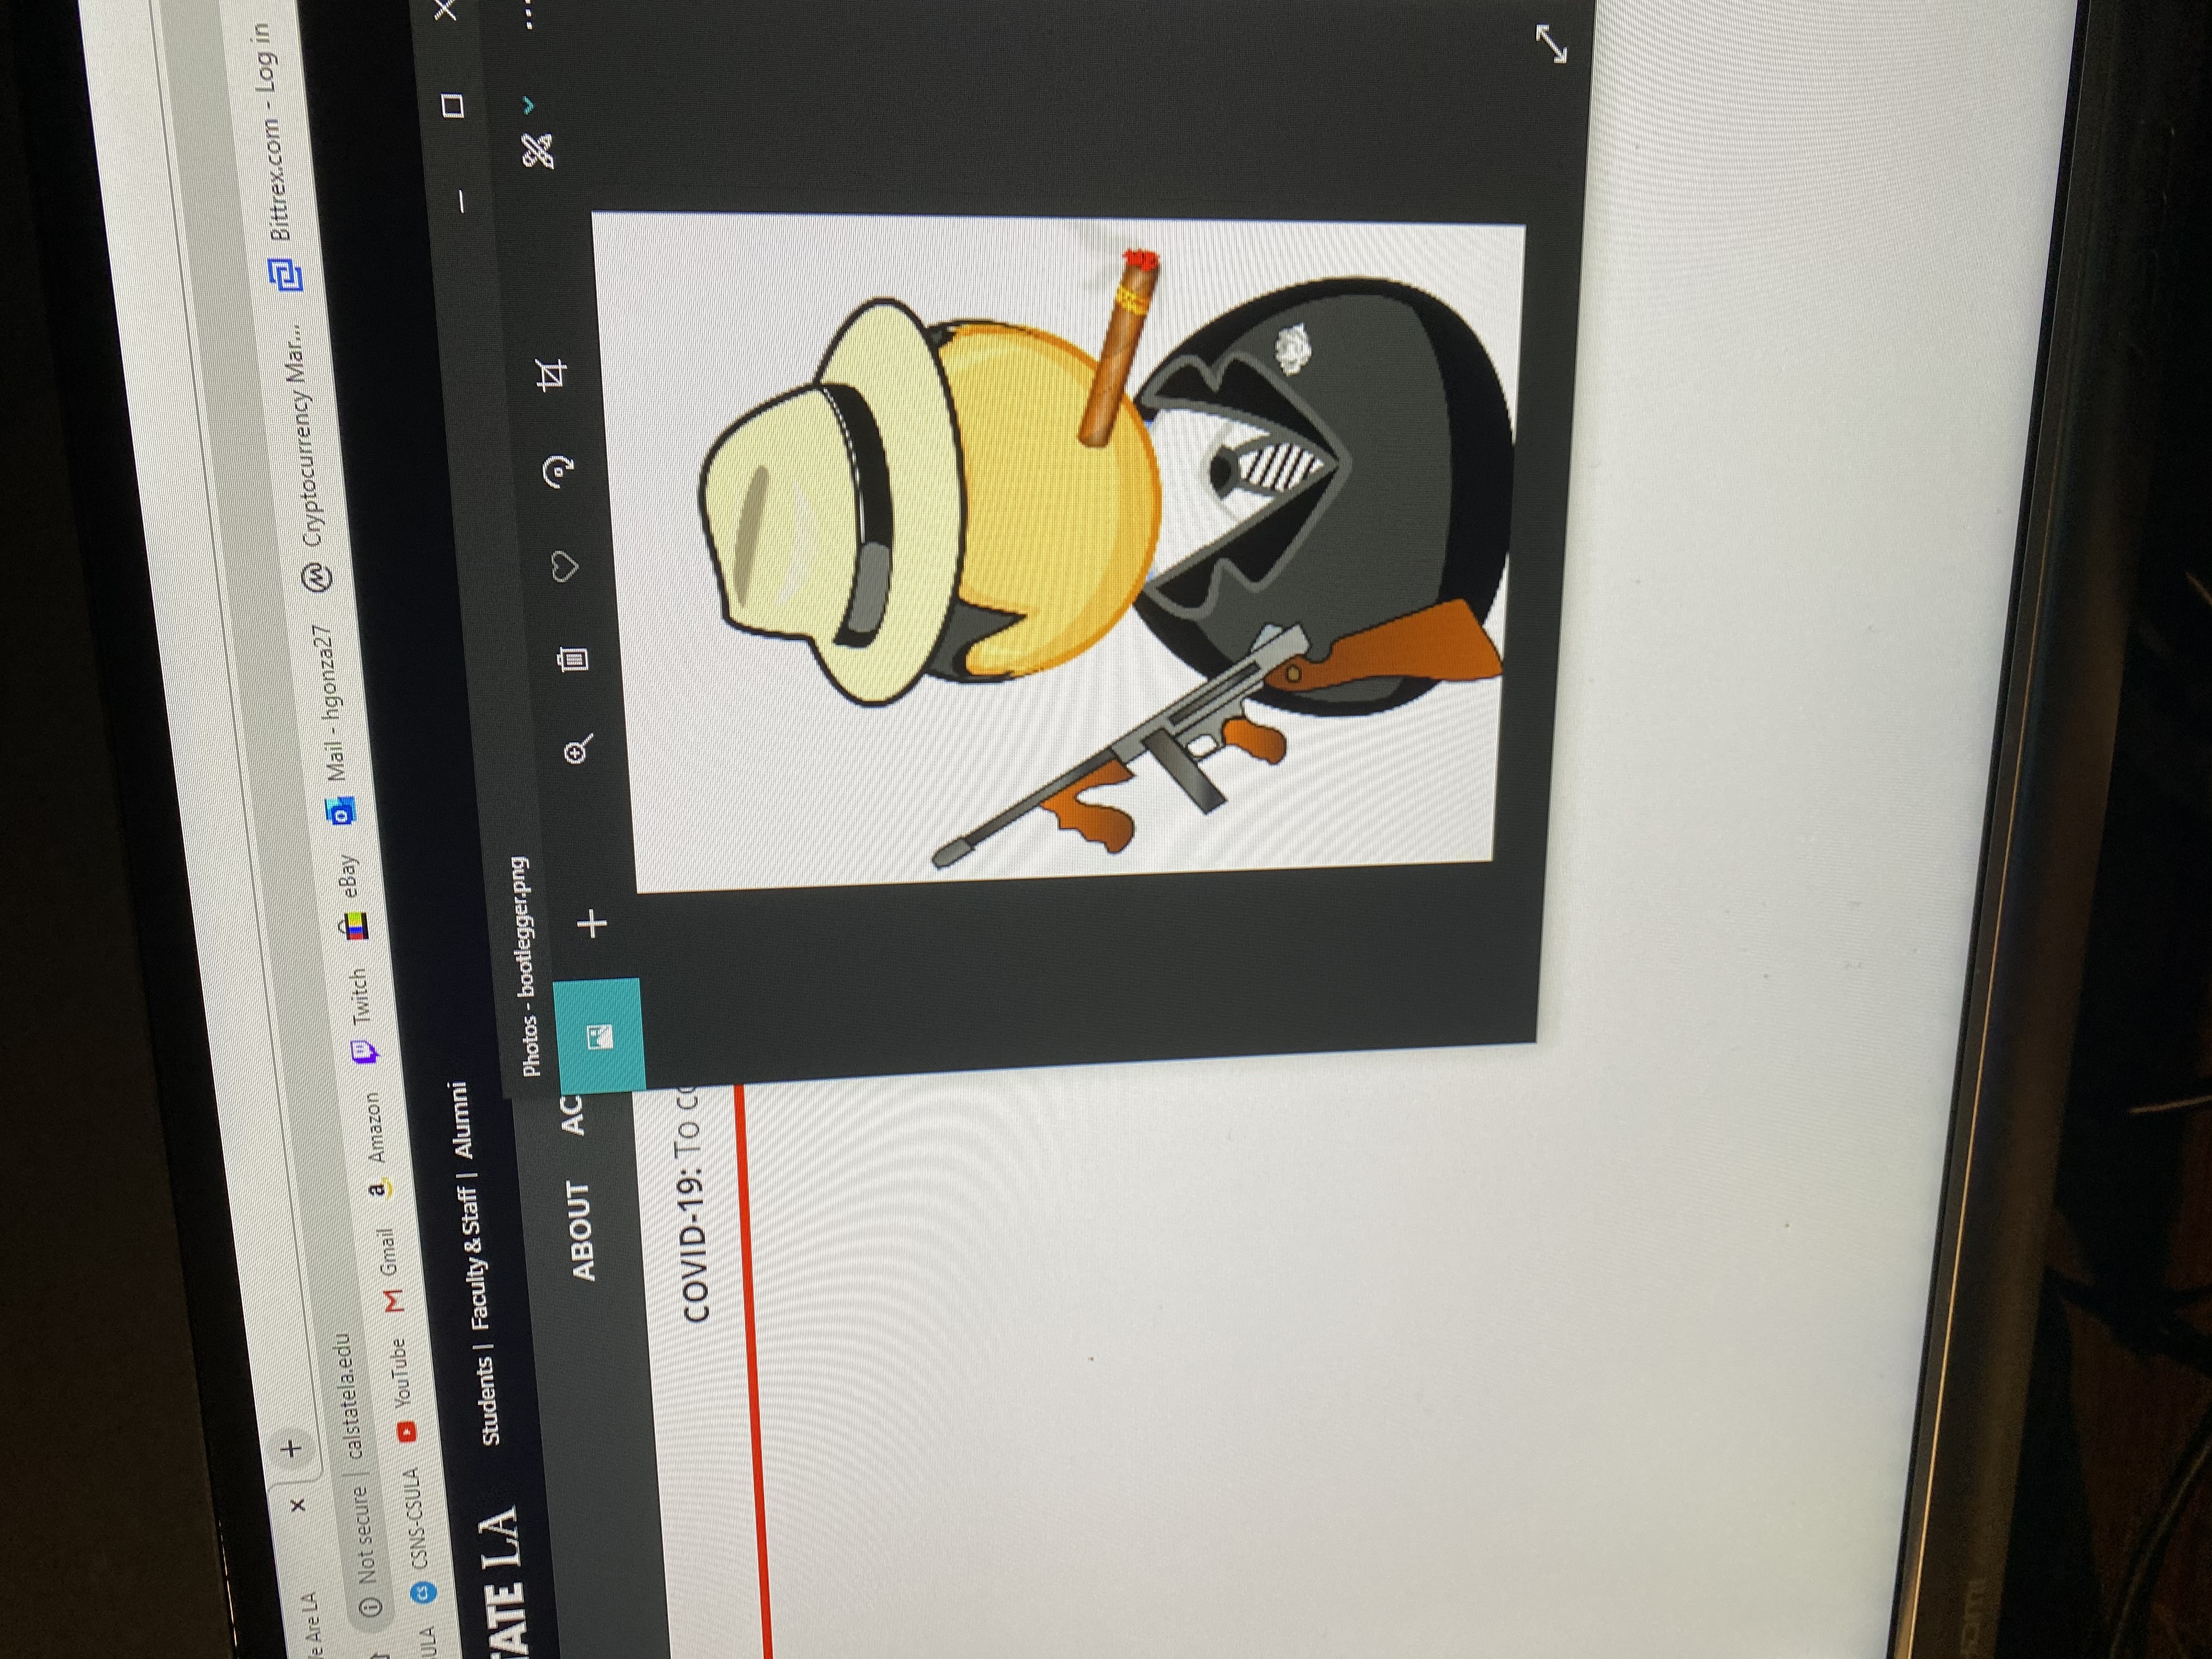 e Are LA
Not secure | calstatela.edu
ULA CSNS-CSULA YouTube Gmail Amazon Twitch eBay Mail - hgonza27 Cryptocurrency Mar... Bittrex.com - Log in
TATE LA Students | Faculty & Staff | Alumni
Photos - bootlegger.png
ABOUT AC
COVID-19: To co
HDMI